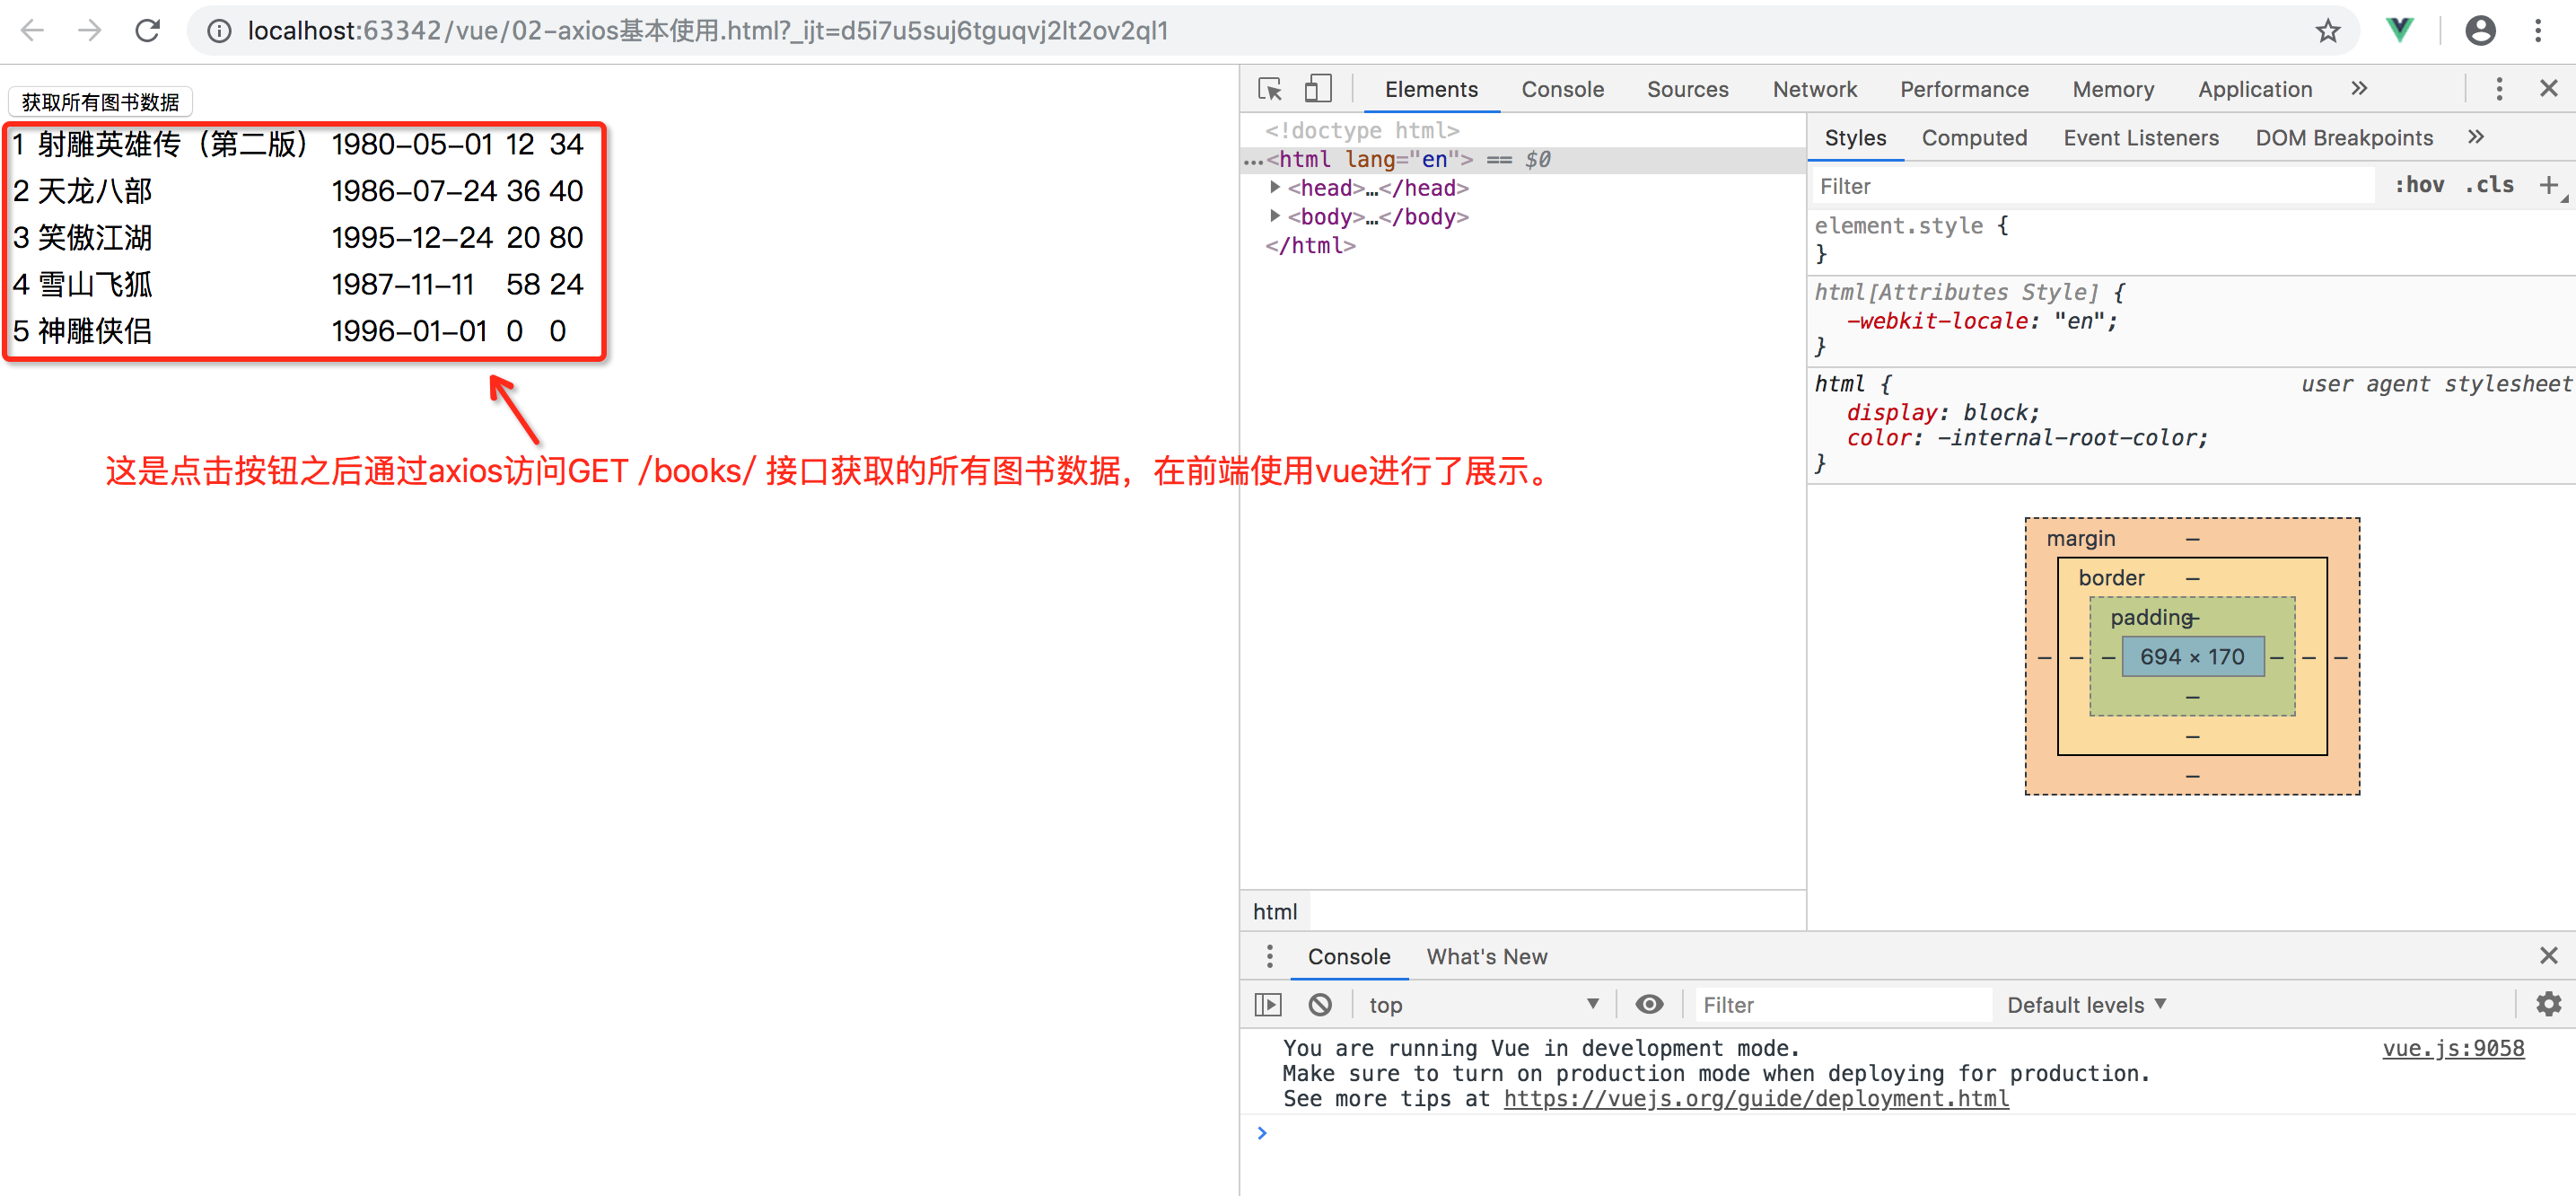 localhost:63342/vue/02-axios基本使用.html?_ijt=d5i7u5suj6tguqvj2lt2ov2ql1
获取所有图书数据
1 射雕英雄传（第二版） 1980-05-01 12 34
2 天龙八部 1986-07-24 36 40
3 笑傲江湖 1995-12-24 20 80
4 雪山飞狐 1987-11-11 58 24
5 神雕侠侣 1996-01-01 0 0
这是点击按钮之后通过axios访问GET /books/ 接口获取的所有图书数据，在前端使用vue进行了展示。
Elements Console Sources Network Performance Memory Application »
<!doctype html>
…<html lang="en"> == $0
<head>…</head>
<body>…</body>
</html>
html
Styles Computed Event Listeners DOM Breakpoints »
Filter :hov .cls +
element.style {
}
html[Attributes Style] {
-webkit-locale: "en";
}
html { user agent stylesheet
display: block;
color: -internal-root-color;
}
margin –
border –
padding –
– – – 694 × 170 – – –
–
–
–
Console What's New
top Filter Default levels
You are running Vue in development mode. vue.js:9058
Make sure to turn on production mode when deploying for production.
See more tips at https://vuejs.org/guide/deployment.html